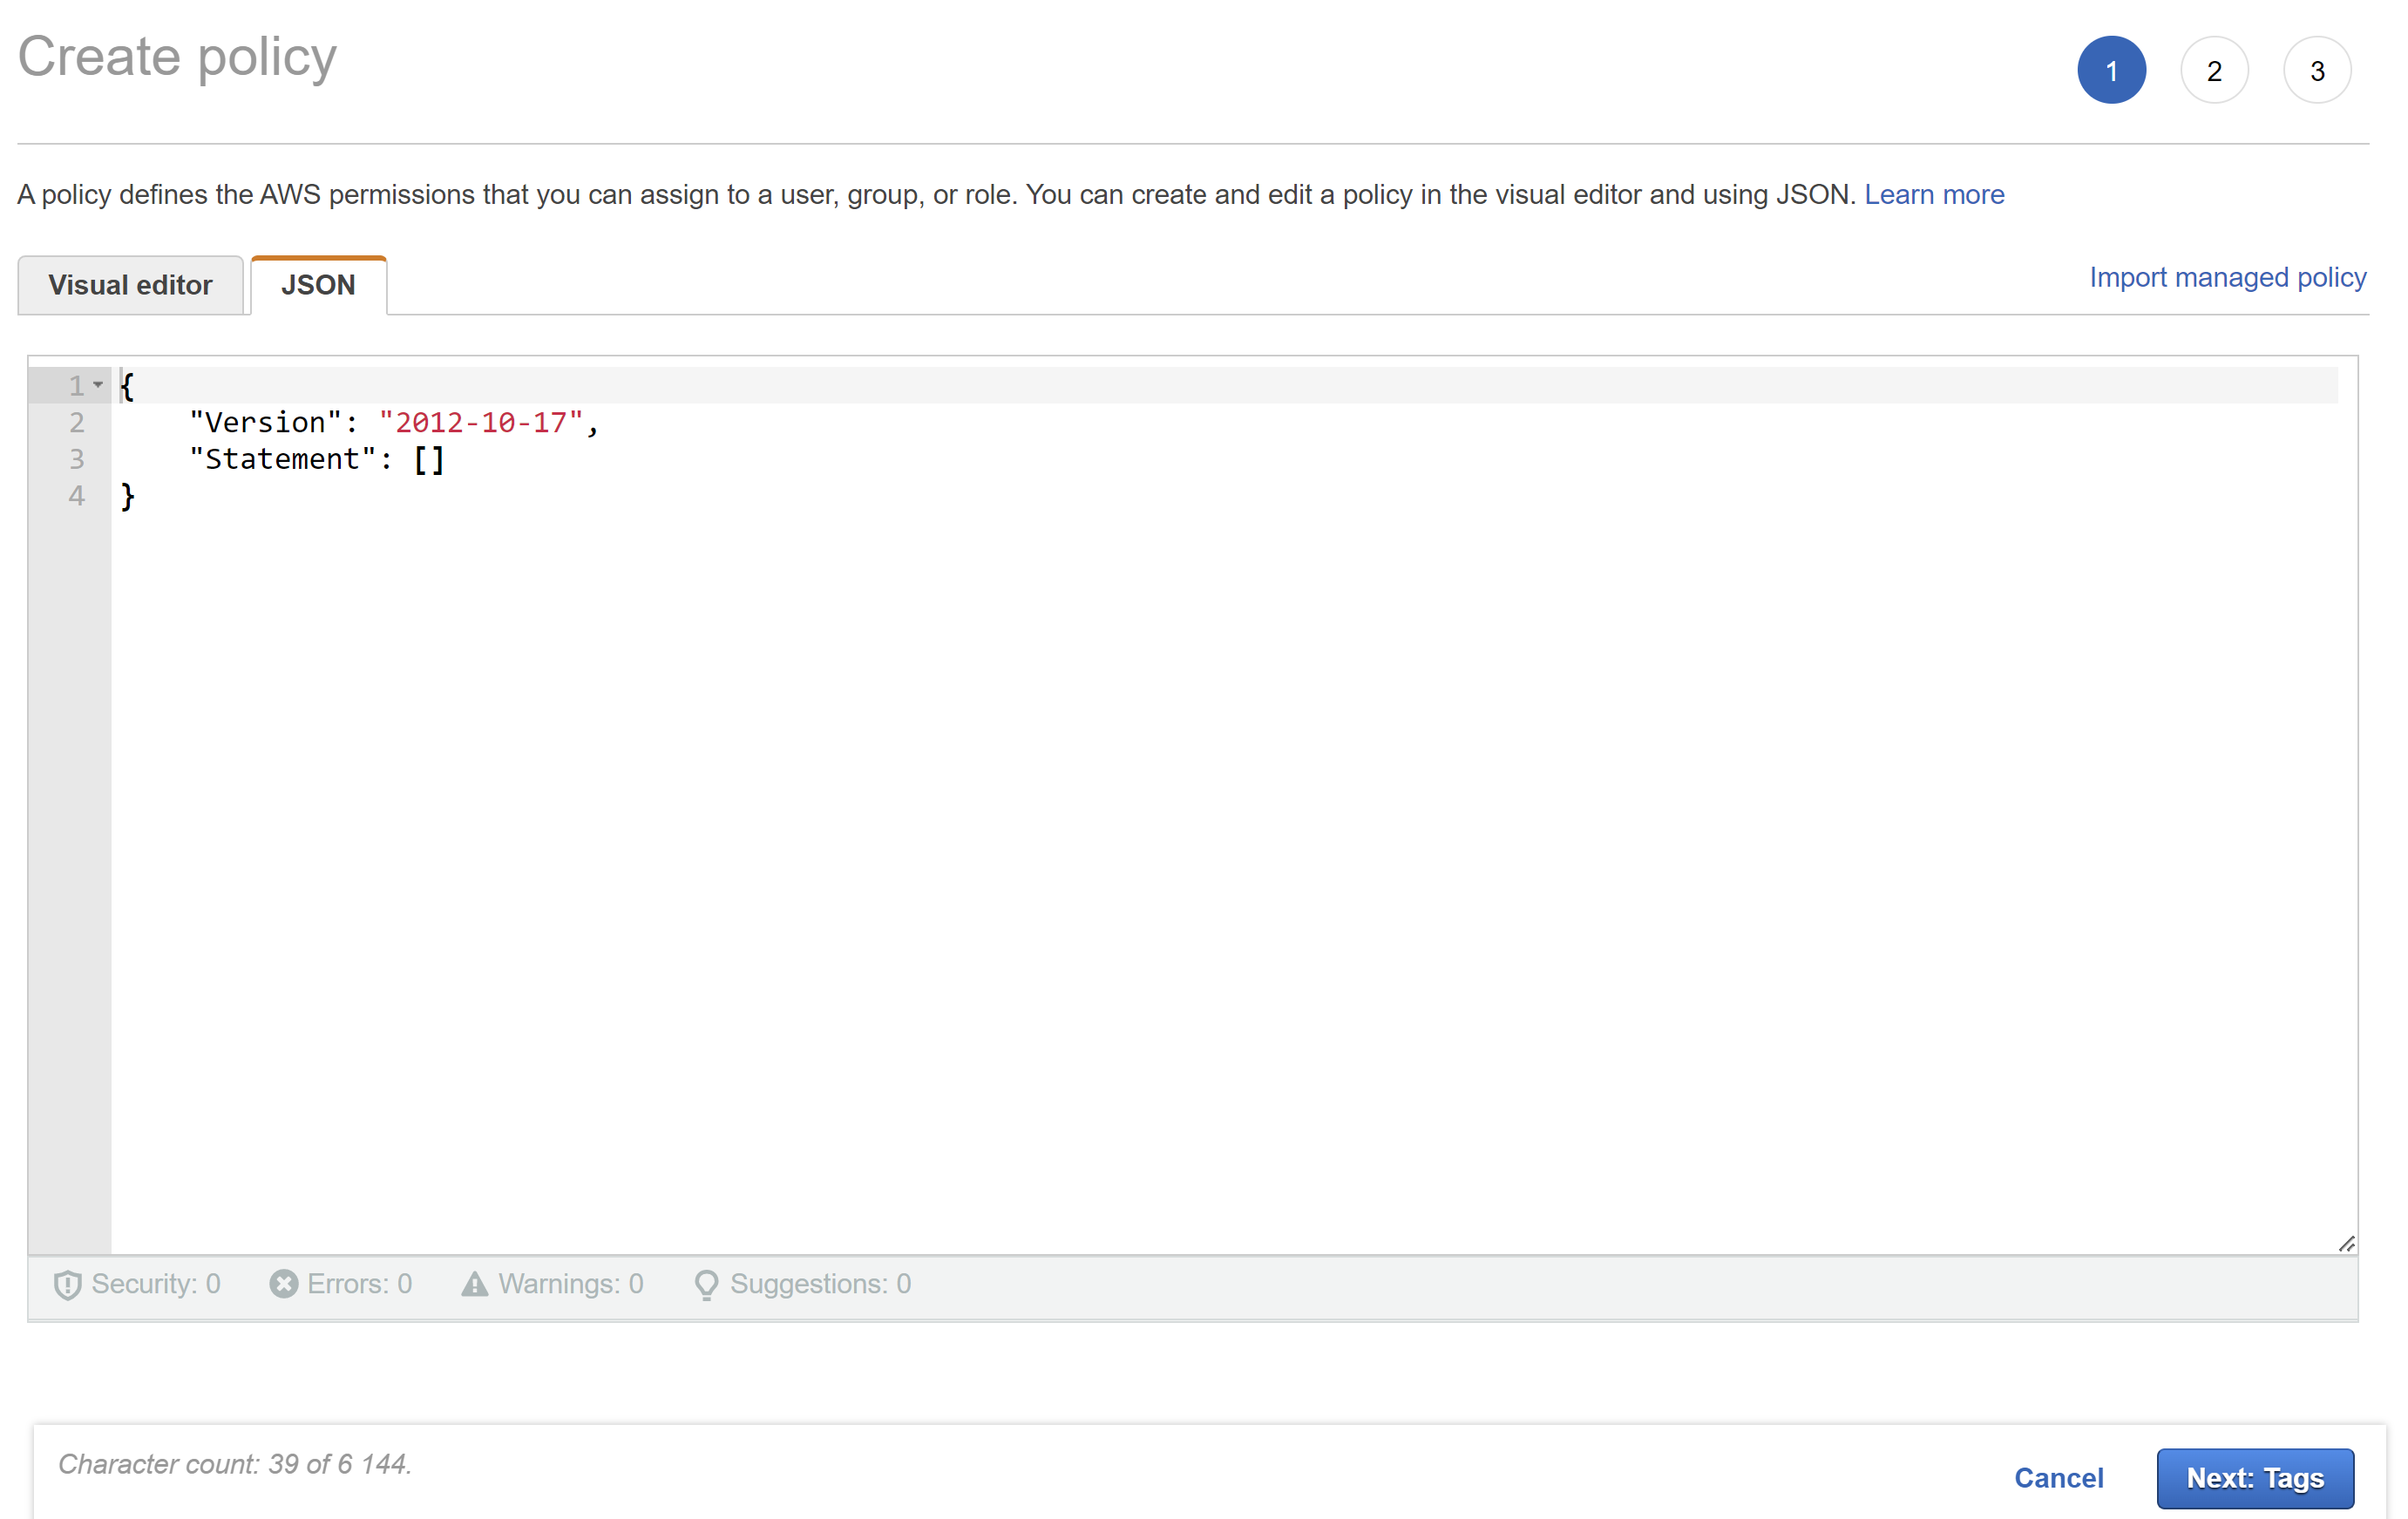 Create policy
1 2 3
A policy defines the AWS permissions that you can assign to a user, group, or role. You can create and edit a policy in the visual editor and using JSON. Learn more
Visual editor JSON Import managed policy
1 {
2     "Version": "2012-10-17",
3     "Statement": []
4 }
Security: 0 Errors: 0 Warnings: 0 Suggestions: 0
Character count: 39 of 6 144.
Cancel Next: Tags